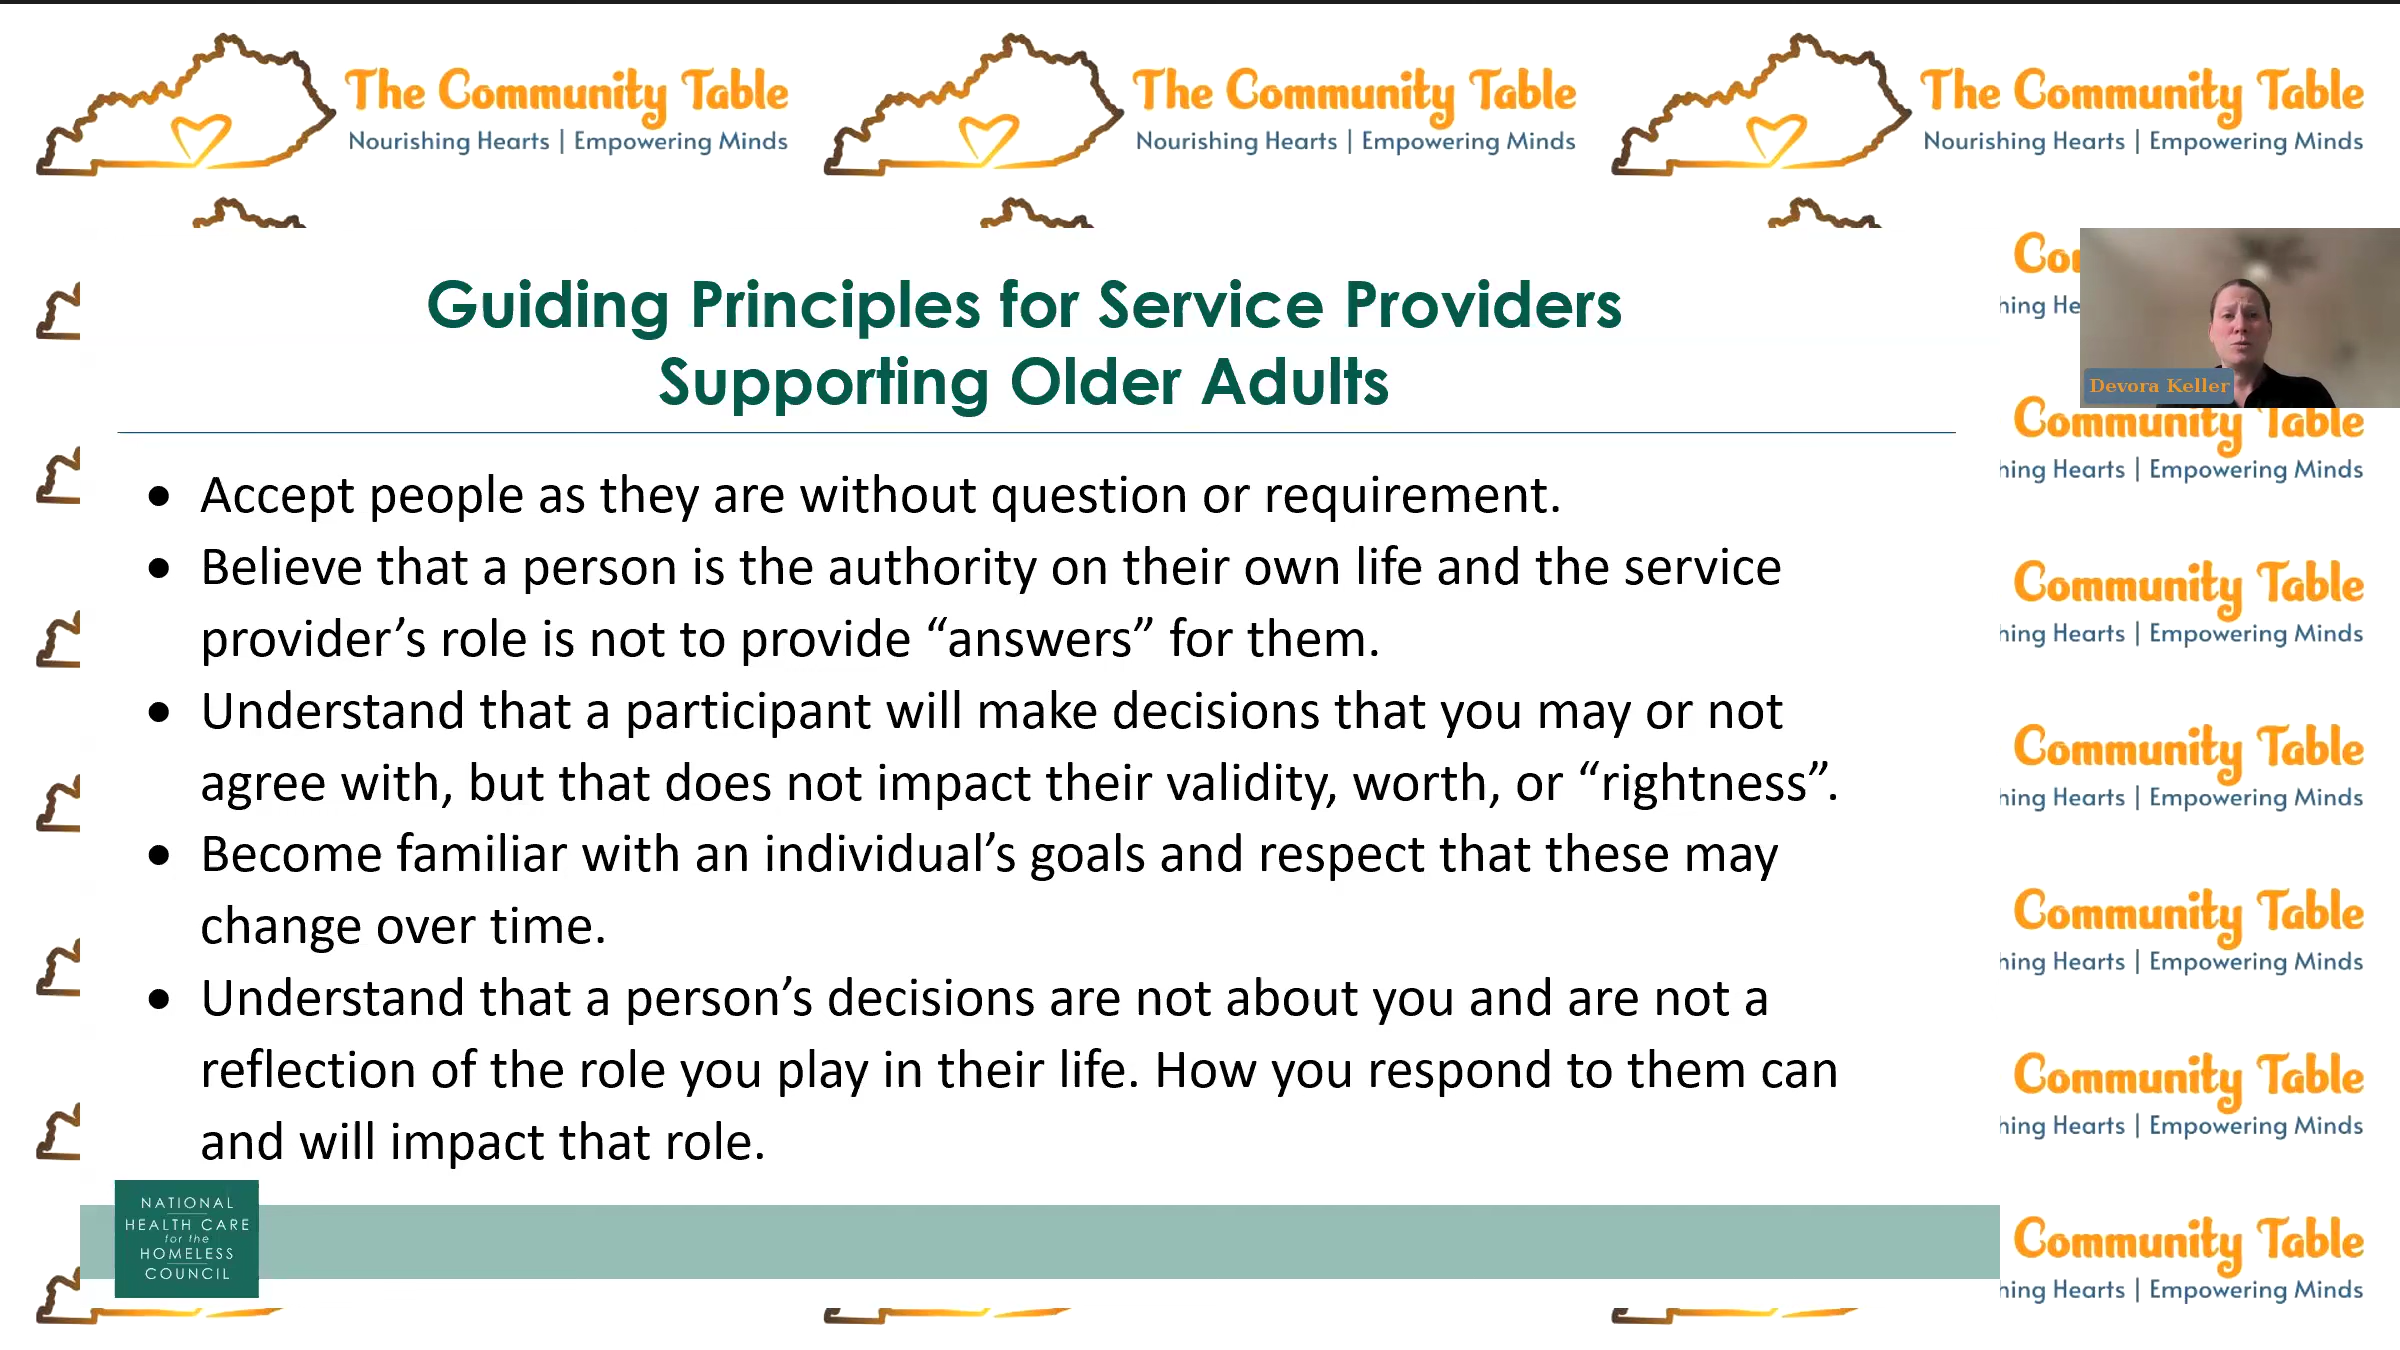 The Community Table
Nourishing Hearts | Empowering Minds
The Community Table
Nourishing Hearts | Empowering Minds
The Community Table
Nourishing Hearts | Empowering Minds
Guiding Principles for Service Providers
Supporting Older Adults
• Accept people as they are without question or requirement.
• Believe that a person is the authority on their own life and the service
provider’s role is not to provide “answers” for them.
• Understand that a participant will make decisions that you may or not
agree with, but that does not impact their validity, worth, or “rightness”.
• Become familiar with an individual’s goals and respect that these may
change over time.
• Understand that a person’s decisions are not about you and are not a
reflection of the role you play in their life. How you respond to them can
and will impact that role.
NATIONAL
HEALTH CARE
for the
HOMELESS
COUNCIL
Devora Keller
Community Table
Hearts | Empowering Minds
Community Table
Hearts | Empowering Minds
Community Table
Hearts | Empowering Minds
Community Table
Hearts | Empowering Minds
Community Table
Hearts | Empowering Minds
Community Table
Hearts | Empowering Minds